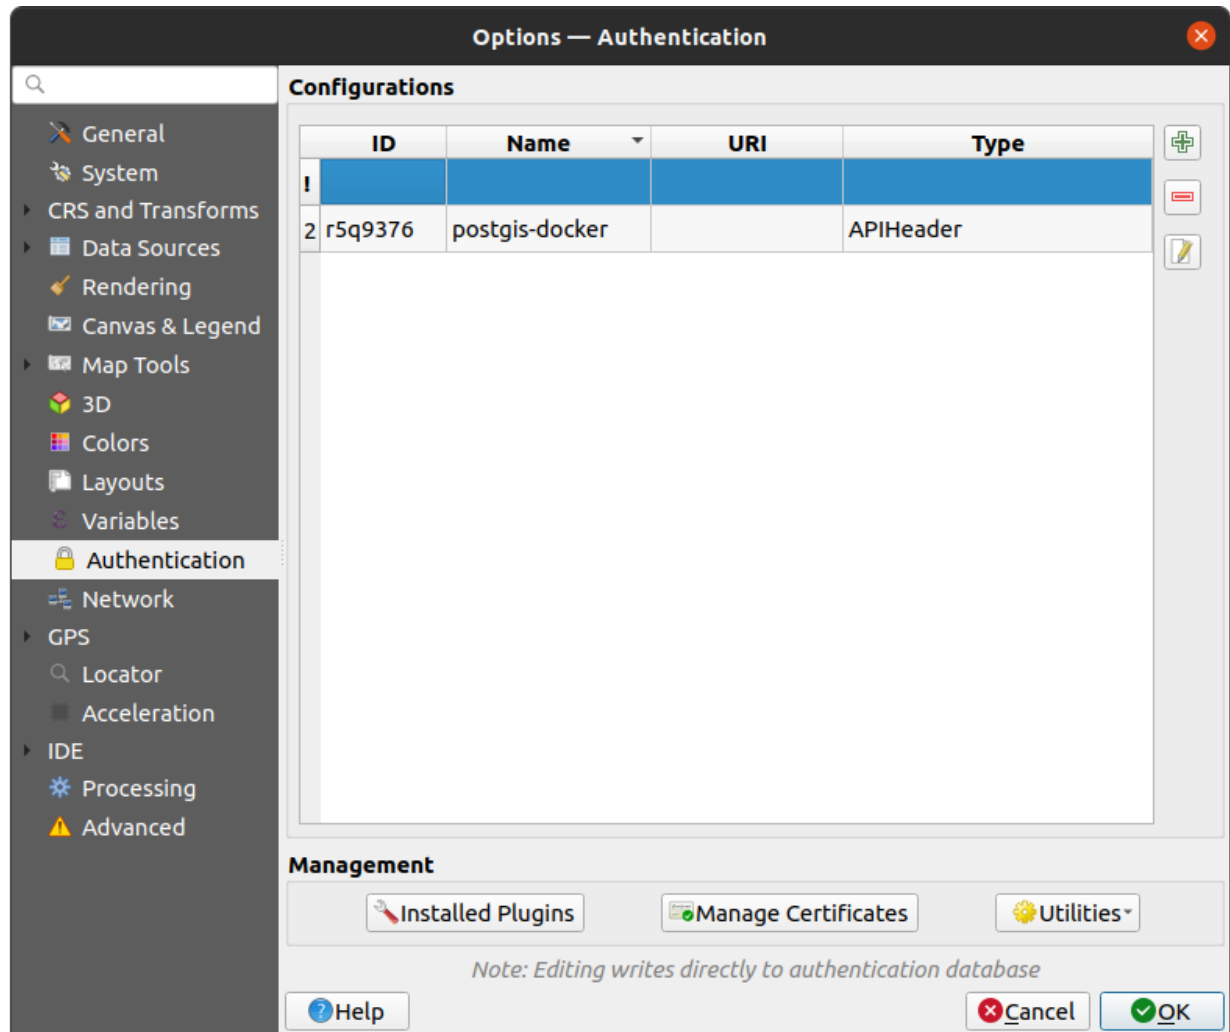 Options — Authentication
Configurations
General
System
CRS and Transforms
Data Sources
Rendering
Canvas & Legend
Map Tools
3D
Colors
Layouts
Variables
Authentication
Network
GPS
Locator
Acceleration
IDE
Processing
Advanced
ID Name URI Type
!
2 r5q9376 postgis-docker APIHeader
Management
Installed Plugins Manage Certificates Utilities
Note: Editing writes directly to authentication database
Help Cancel OK